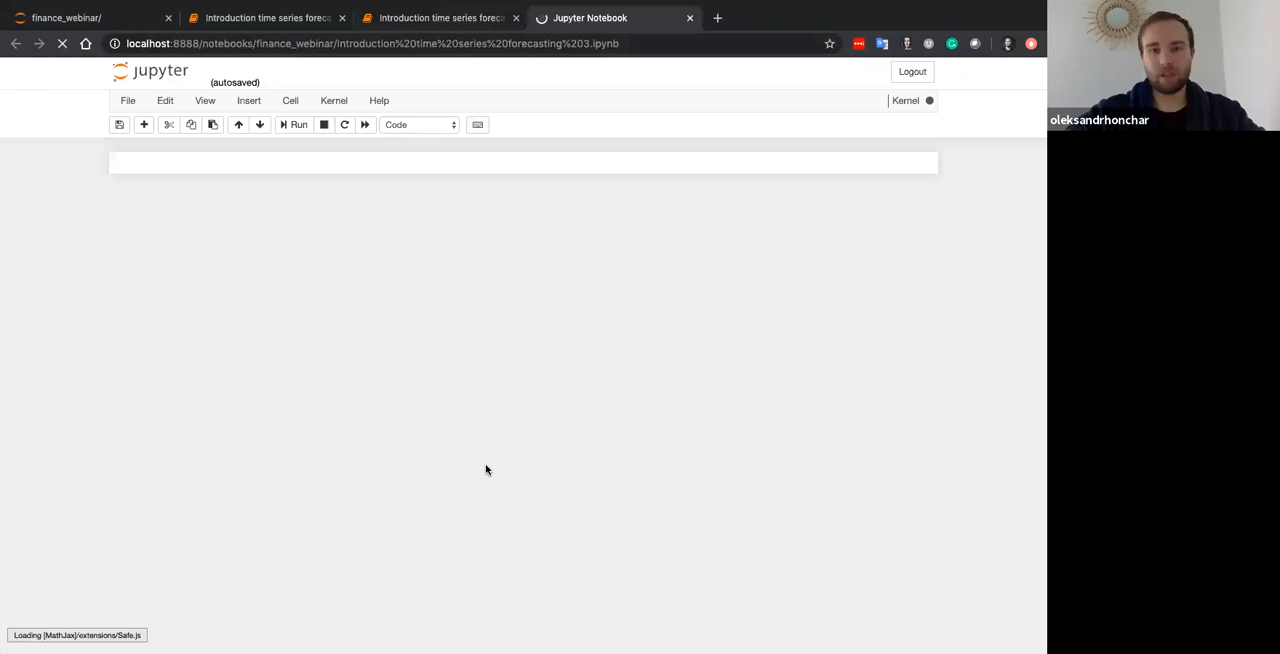 finance_webinar/
Introduction time series foreca
Introduction time series foreca
Jupyter Notebook
localhost:8888/notebooks/finance_webinar/Introduction%20time%20series%20forecasting%203.ipynb
jupyter
(autosaved)
Logout
File Edit View Insert Cell Kernel Help
Kernel
Run
Code
oleksandrhonchar
Loading [MathJax]/extensions/Safe.js